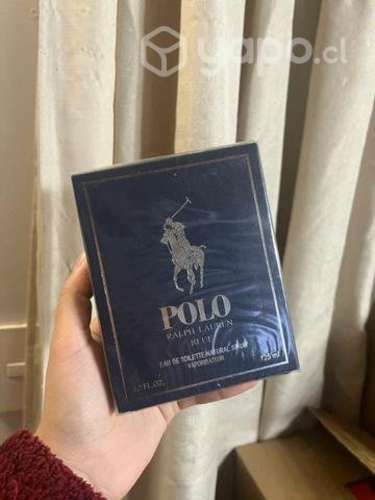 yapo.cl
POLO
RALPH LAUREN
BLUE
EAU DE TOILETTE NATURAL SPRAY
VAPORISATEUR
4.2 FL.OZ.
125 ml